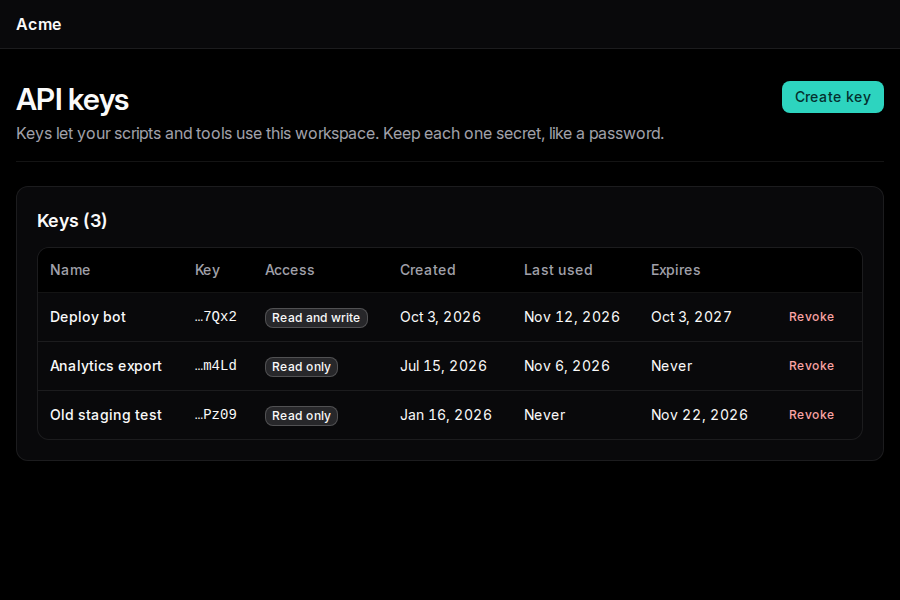 Acme
API keys
Create key
Keys let your scripts and tools use this workspace. Keep each one secret, like a password.
Keys (3)
Name Key Access Created Last used Expires
Deploy bot …7Qx2 Read and write Oct 3, 2026 Nov 12, 2026 Oct 3, 2027 Revoke
Analytics export …m4Ld Read only Jul 15, 2026 Nov 6, 2026 Never Revoke
Old staging test …Pz09 Read only Jan 16, 2026 Never Nov 22, 2026 Revoke